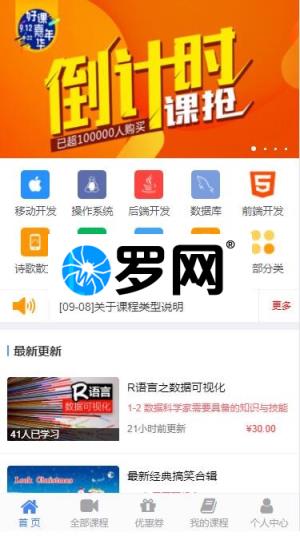 好课
嘉年
华
9.12
倒计时
课抢
已超100000人购买
移动开发
操作系统
后端开发
数据库
前端开发
诗歌散
部分类
罗网®
[09-08]关于课程类型说明
更多
最新更新
R语言
数据可视化
41人已学习
R语言之数据可视化
1-2 数据科学家需要具备的知识与技能
21小时前更新
¥30.00
Look Christmas
最新经典搞笑合辑
首 页
全部课程
优惠券
我的课程
个人中心